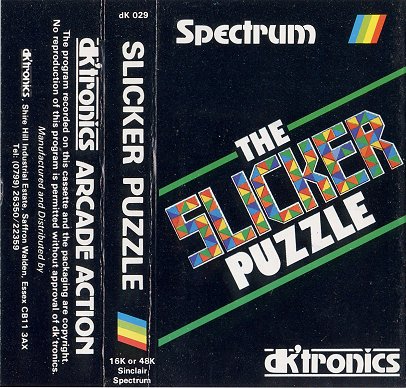 Spectrum
THE
SLICKER
PUZZLE
dk'tronics
dK 029
SLICKER PUZZLE
16K or 48K
Sinclair
Spectrum
dk'tronics ARCADE ACTION
The program recorded on this cassette and the packaging are copyright.
No reproduction of this program is permitted without approval of dk'tronics.
Manufactured and Distributed by
dk'tronics, Shire Hill Industrial Estate, Saffron Walden, Essex CB11 3AX
Tel: (0799) 26350/22359